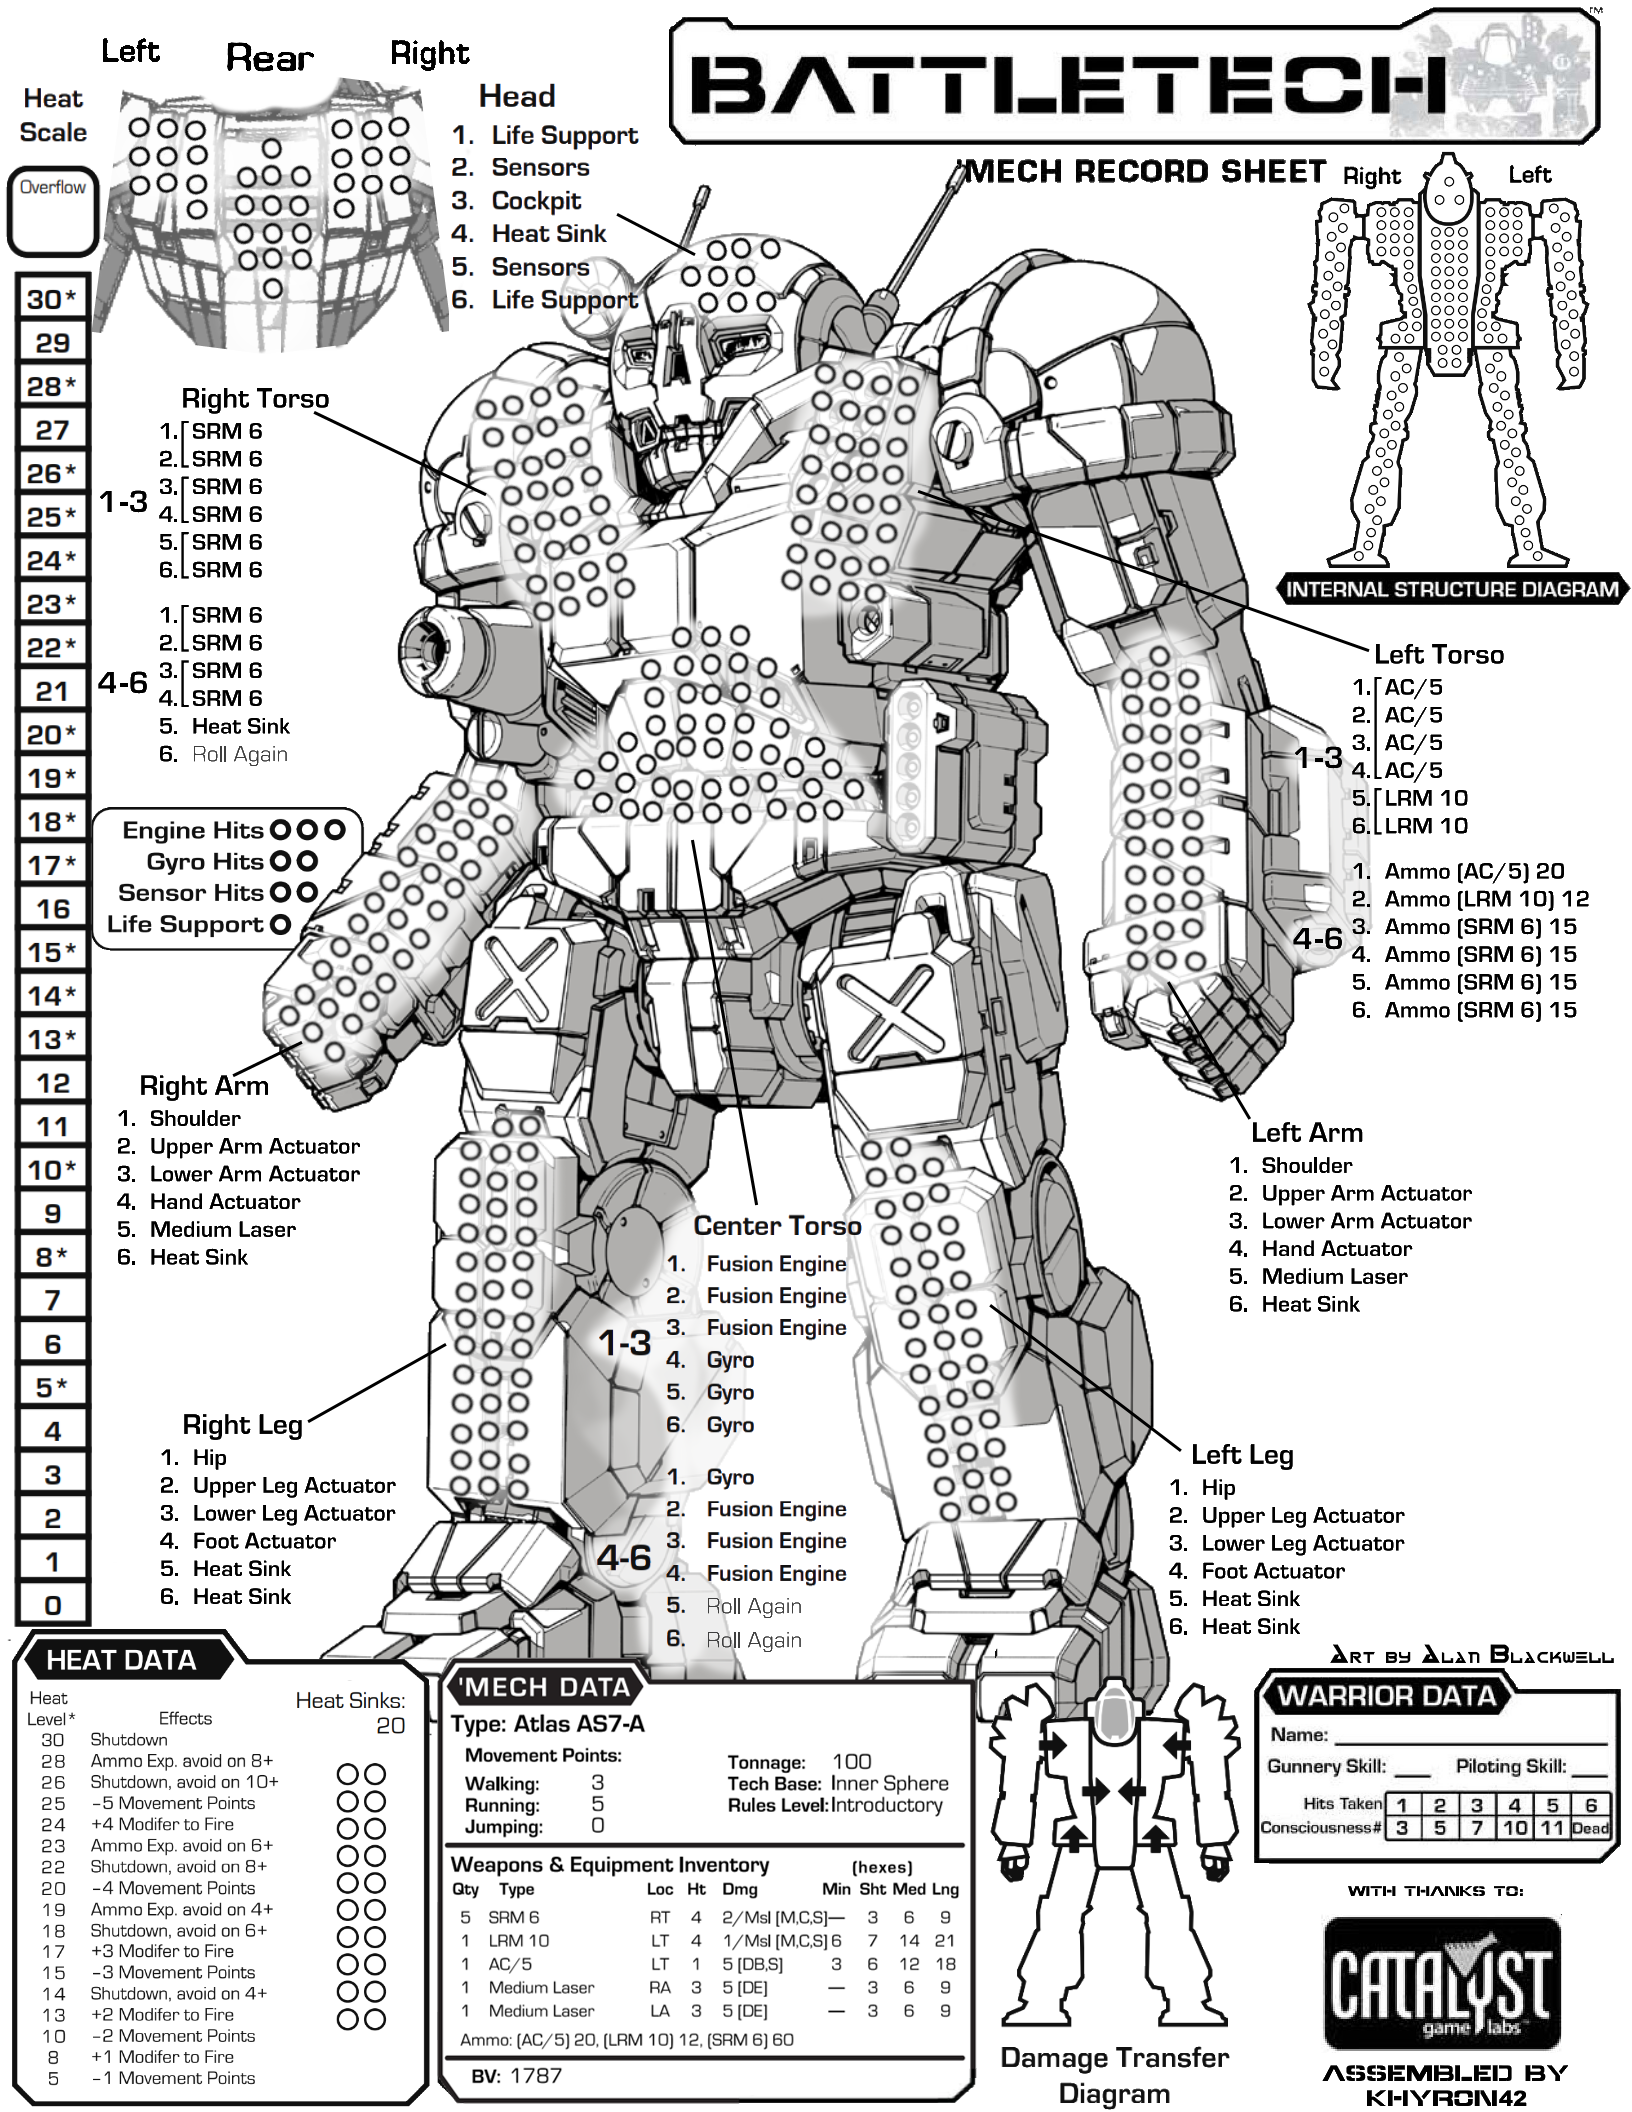 BATTLETECH
™
'MECH RECORD SHEET
Left
Rear
Right
Heat
Scale
Overflow
30*
29
28*
27
26*
25*
24*
23*
22*
21
20*
19*
18*
17*
16
15*
14*
13*
12
11
10*
9
8*
7
6
5*
4
3
2
1
0
Head
1. Life Support
2. Sensors
3. Cockpit
4. Heat Sink
5. Sensors
6. Life Support
Right
Left
INTERNAL STRUCTURE DIAGRAM
Right Torso
1-3
1. SRM 6
2. SRM 6
3. SRM 6
4. SRM 6
5. SRM 6
6. SRM 6
4-6
1. SRM 6
2. SRM 6
3. SRM 6
4. SRM 6
5. Heat Sink
6. Roll Again
Engine Hits
Gyro Hits
Sensor Hits
Life Support
Left Torso
1-3
1. AC/5
2. AC/5
3. AC/5
4. AC/5
5. LRM 10
6. LRM 10
4-6
1. Ammo (AC/5) 20
2. Ammo (LRM 10) 12
3. Ammo (SRM 6) 15
4. Ammo (SRM 6) 15
5. Ammo (SRM 6) 15
6. Ammo (SRM 6) 15
Right Arm
1. Shoulder
2. Upper Arm Actuator
3. Lower Arm Actuator
4. Hand Actuator
5. Medium Laser
6. Heat Sink
Left Arm
1. Shoulder
2. Upper Arm Actuator
3. Lower Arm Actuator
4. Hand Actuator
5. Medium Laser
6. Heat Sink
Center Torso
1-3
1. Fusion Engine
2. Fusion Engine
3. Fusion Engine
4. Gyro
5. Gyro
6. Gyro
4-6
1. Gyro
2. Fusion Engine
3. Fusion Engine
4. Fusion Engine
5. Roll Again
6. Roll Again
Right Leg
1. Hip
2. Upper Leg Actuator
3. Lower Leg Actuator
4. Foot Actuator
5. Heat Sink
6. Heat Sink
Left Leg
1. Hip
2. Upper Leg Actuator
3. Lower Leg Actuator
4. Foot Actuator
5. Heat Sink
6. Heat Sink
HEAT DATA
Heat
Level* Effects
Heat Sinks:
20
30 Shutdown
28 Ammo Exp. avoid on 8+
26 Shutdown, avoid on 10+
25 -5 Movement Points
24 +4 Modifer to Fire
23 Ammo Exp. avoid on 6+
22 Shutdown, avoid on 8+
20 -4 Movement Points
19 Ammo Exp. avoid on 4+
18 Shutdown, avoid on 6+
17 +3 Modifer to Fire
15 -3 Movement Points
14 Shutdown, avoid on 4+
13 +2 Modifer to Fire
10 -2 Movement Points
8 +1 Modifer to Fire
5 -1 Movement Points
'MECH DATA
Type: Atlas AS7-A
Movement Points:
Walking: 3
Running: 5
Jumping: 0
Tonnage: 100
Tech Base: Inner Sphere
Rules Level: Introductory
Weapons & Equipment Inventory (hexes)
Qty Type Loc Ht Dmg Min Sht Med Lng
5 SRM 6 RT 4 2/Msl [M,C,S] — 3 6 9
1 LRM 10 LT 4 1/Msl [M,C,S] 6 7 14 21
1 AC/5 LT 1 5 [DB,S] 3 6 12 18
1 Medium Laser RA 3 5 [DE] — 3 6 9
1 Medium Laser LA 3 5 [DE] — 3 6 9
Ammo: (AC/5) 20, (LRM 10) 12, (SRM 6) 60
BV: 1787
Damage Transfer
Diagram
Art by Alan Blackwell
WARRIOR DATA
Name:
Gunnery Skill: Piloting Skill:
Hits Taken 1 2 3 4 5 6
Consciousness# 3 5 7 10 11 Dead
WITH THANKS TO:
CATALYST
game labs
ASSEMBLED BY
KHYRON42